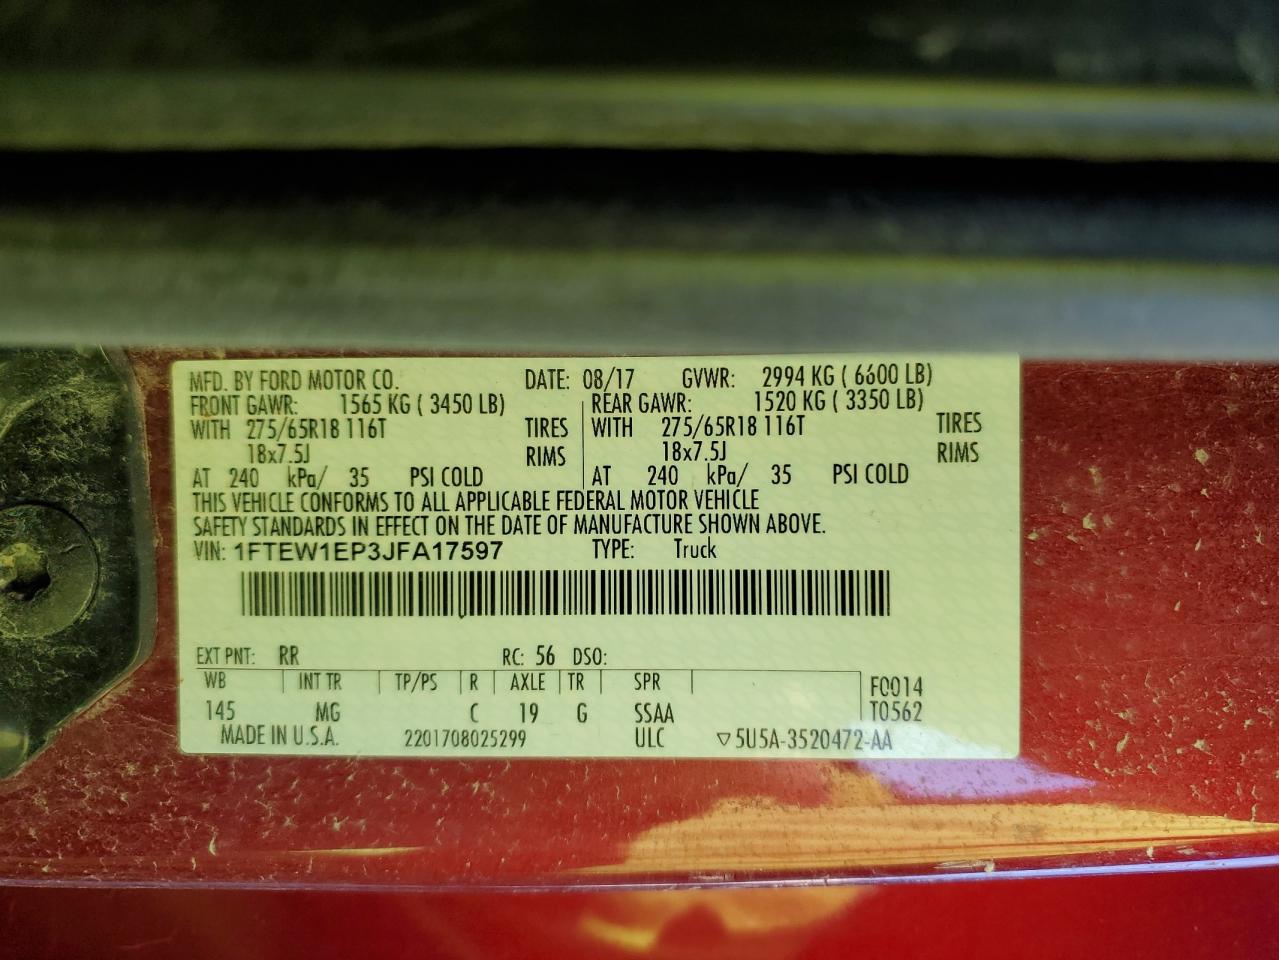 MFD. BY FORD MOTOR CO. DATE: 08/17 GVWR: 2994 KG ( 6600 LB)
FRONT GAWR: 1565 KG ( 3450 LB) REAR GAWR: 1520 KG ( 3350 LB)
WITH 275/65R18 116T TIRES WITH 275/65R18 116T TIRES
18x7.5J RIMS 18x7.5J RIMS
AT 240 kPa/ 35 PSI COLD AT 240 kPa/ 35 PSI COLD
THIS VEHICLE CONFORMS TO ALL APPLICABLE FEDERAL MOTOR VEHICLE
SAFETY STANDARDS IN EFFECT ON THE DATE OF MANUFACTURE SHOWN ABOVE.
VIN: 1FTEW1EP3JFA17597 TYPE: Truck
EXT PNT: RR RC: 56 DSO:
WB INT TR TP/PS R AXLE TR SPR F0014
145 MG C 19 G SSAA T0562
MADE IN U.S.A. 2201708025299 ULC ▽5U5A-3520472-AA